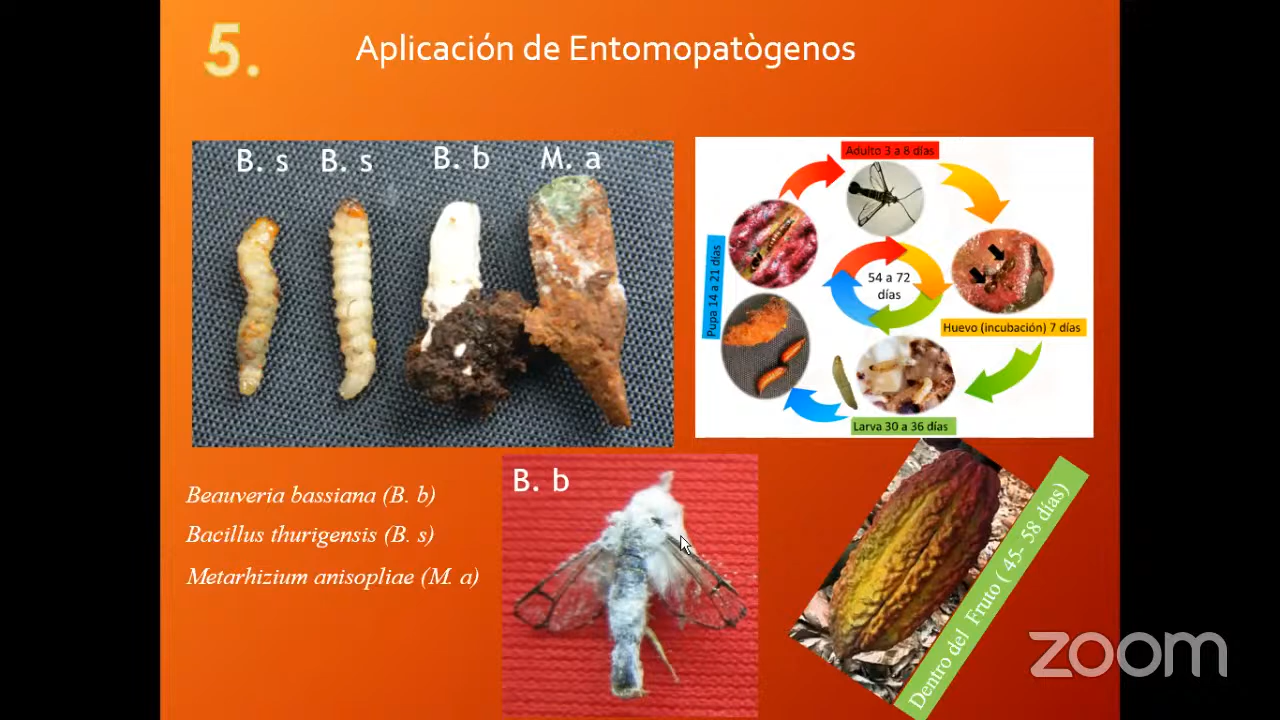 5.
Aplicación de Entomopatògenos
B. s
B. s
B. b
M. a
Adulto 3 a 8 días
54 a 72
días
Huevo (incubación) 7 días
Larva 30 a 36 días
Pupa 14 a 21 días
Beauveria bassiana (B. b)
Bacillus thurigensis (B. s)
Metarhizium anisopliae (M. a)
B. b
Dentro del Fruto ( 45- 58 días)
zoom